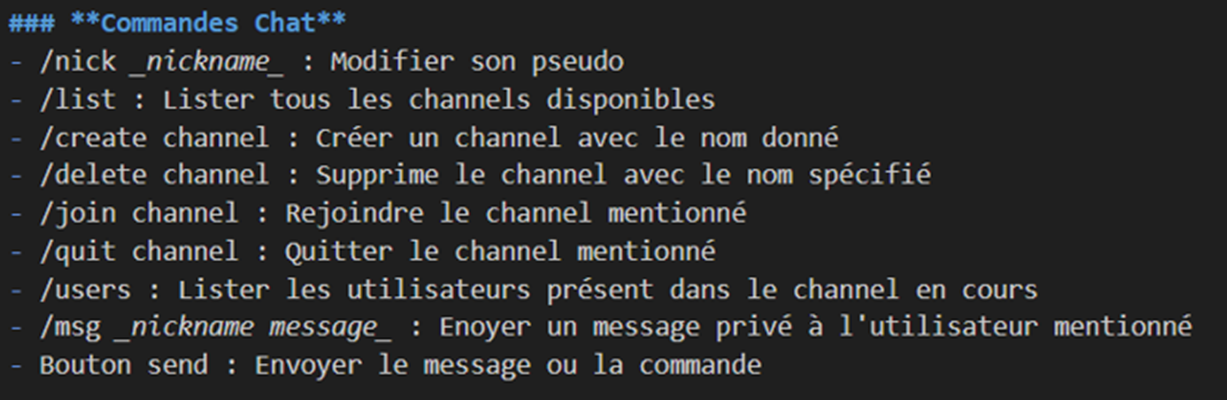 ### **Commandes Chat**
- /nick _nickname_ : Modifier son pseudo
- /list : Lister tous les channels disponibles
- /create channel : Créer un channel avec le nom donné
- /delete channel : Supprime le channel avec le nom spécifié
- /join channel : Rejoindre le channel mentionné
- /quit channel : Quitter le channel mentionné
- /users : Lister les utilisateurs présent dans le channel en cours
- /msg _nickname message_ : Enoyer un message privé à l'utilisateur mentionné
- Bouton send : Envoyer le message ou la commande